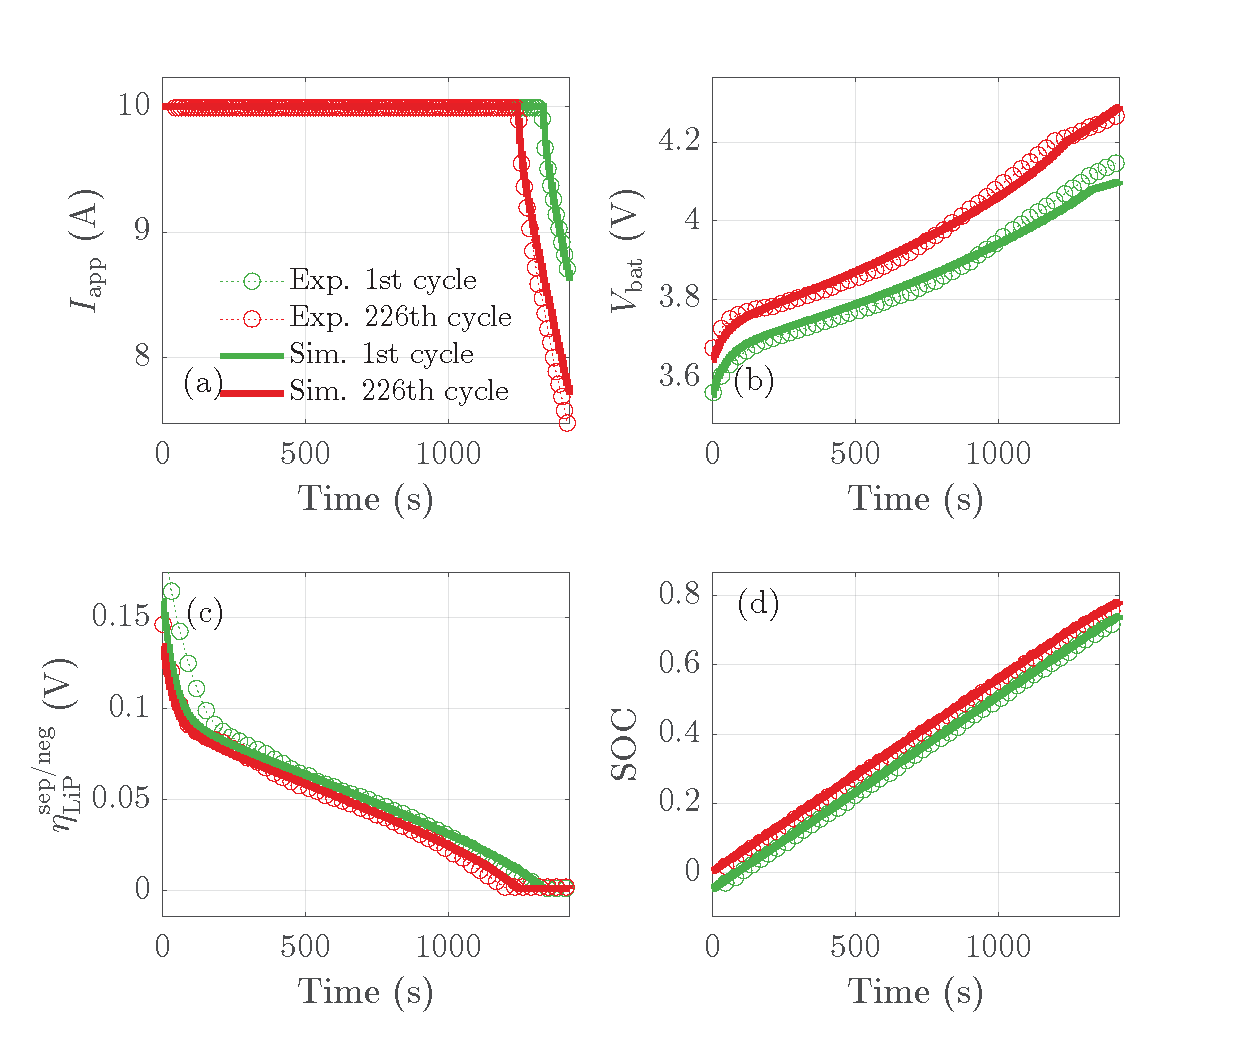 10
9
8
I_app (A)
Exp. 1st cycle
Exp. 226th cycle
Sim. 1st cycle
Sim. 226th cycle
(a)
0 500 1000
Time (s)
4.2
4
3.8
3.6
V_bat (V)
(b)
0 500 1000
Time (s)
0.15
0.1
0.05
0
η_LiP^sep/neg (V)
(c)
0 500 1000
Time (s)
0.8
0.6
0.4
0.2
0
SOC
(d)
0 500 1000
Time (s)